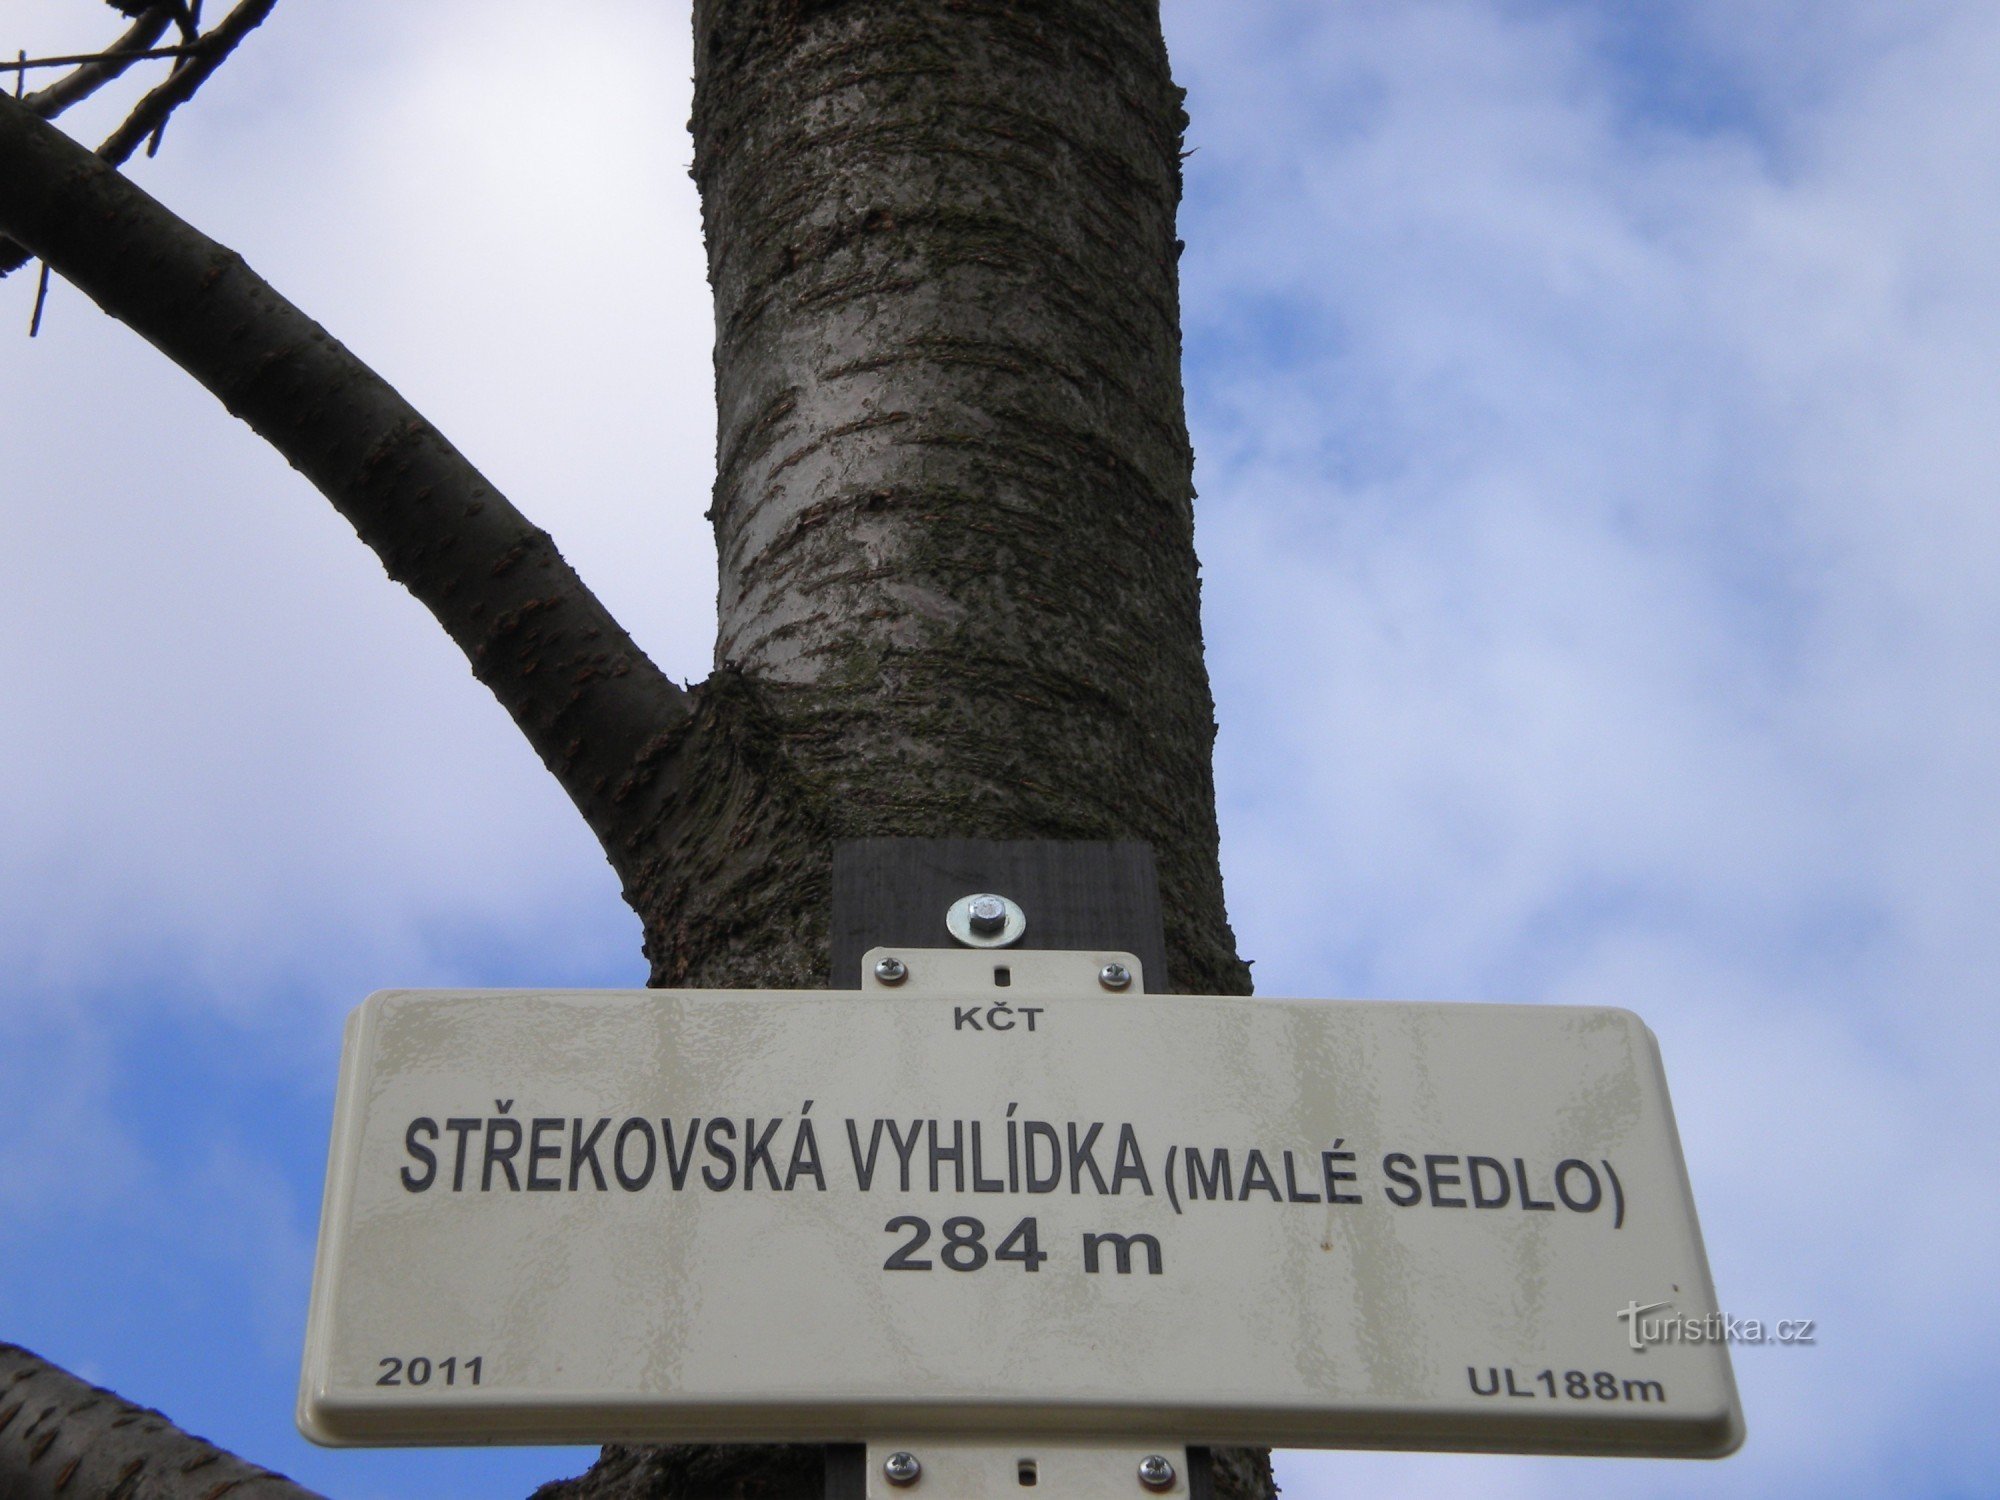 KČT
STŘEKOVSKÁ VYHLÍDKA (MALÉ SEDLO)
284 m
2011
UL188m
Turistika.cz